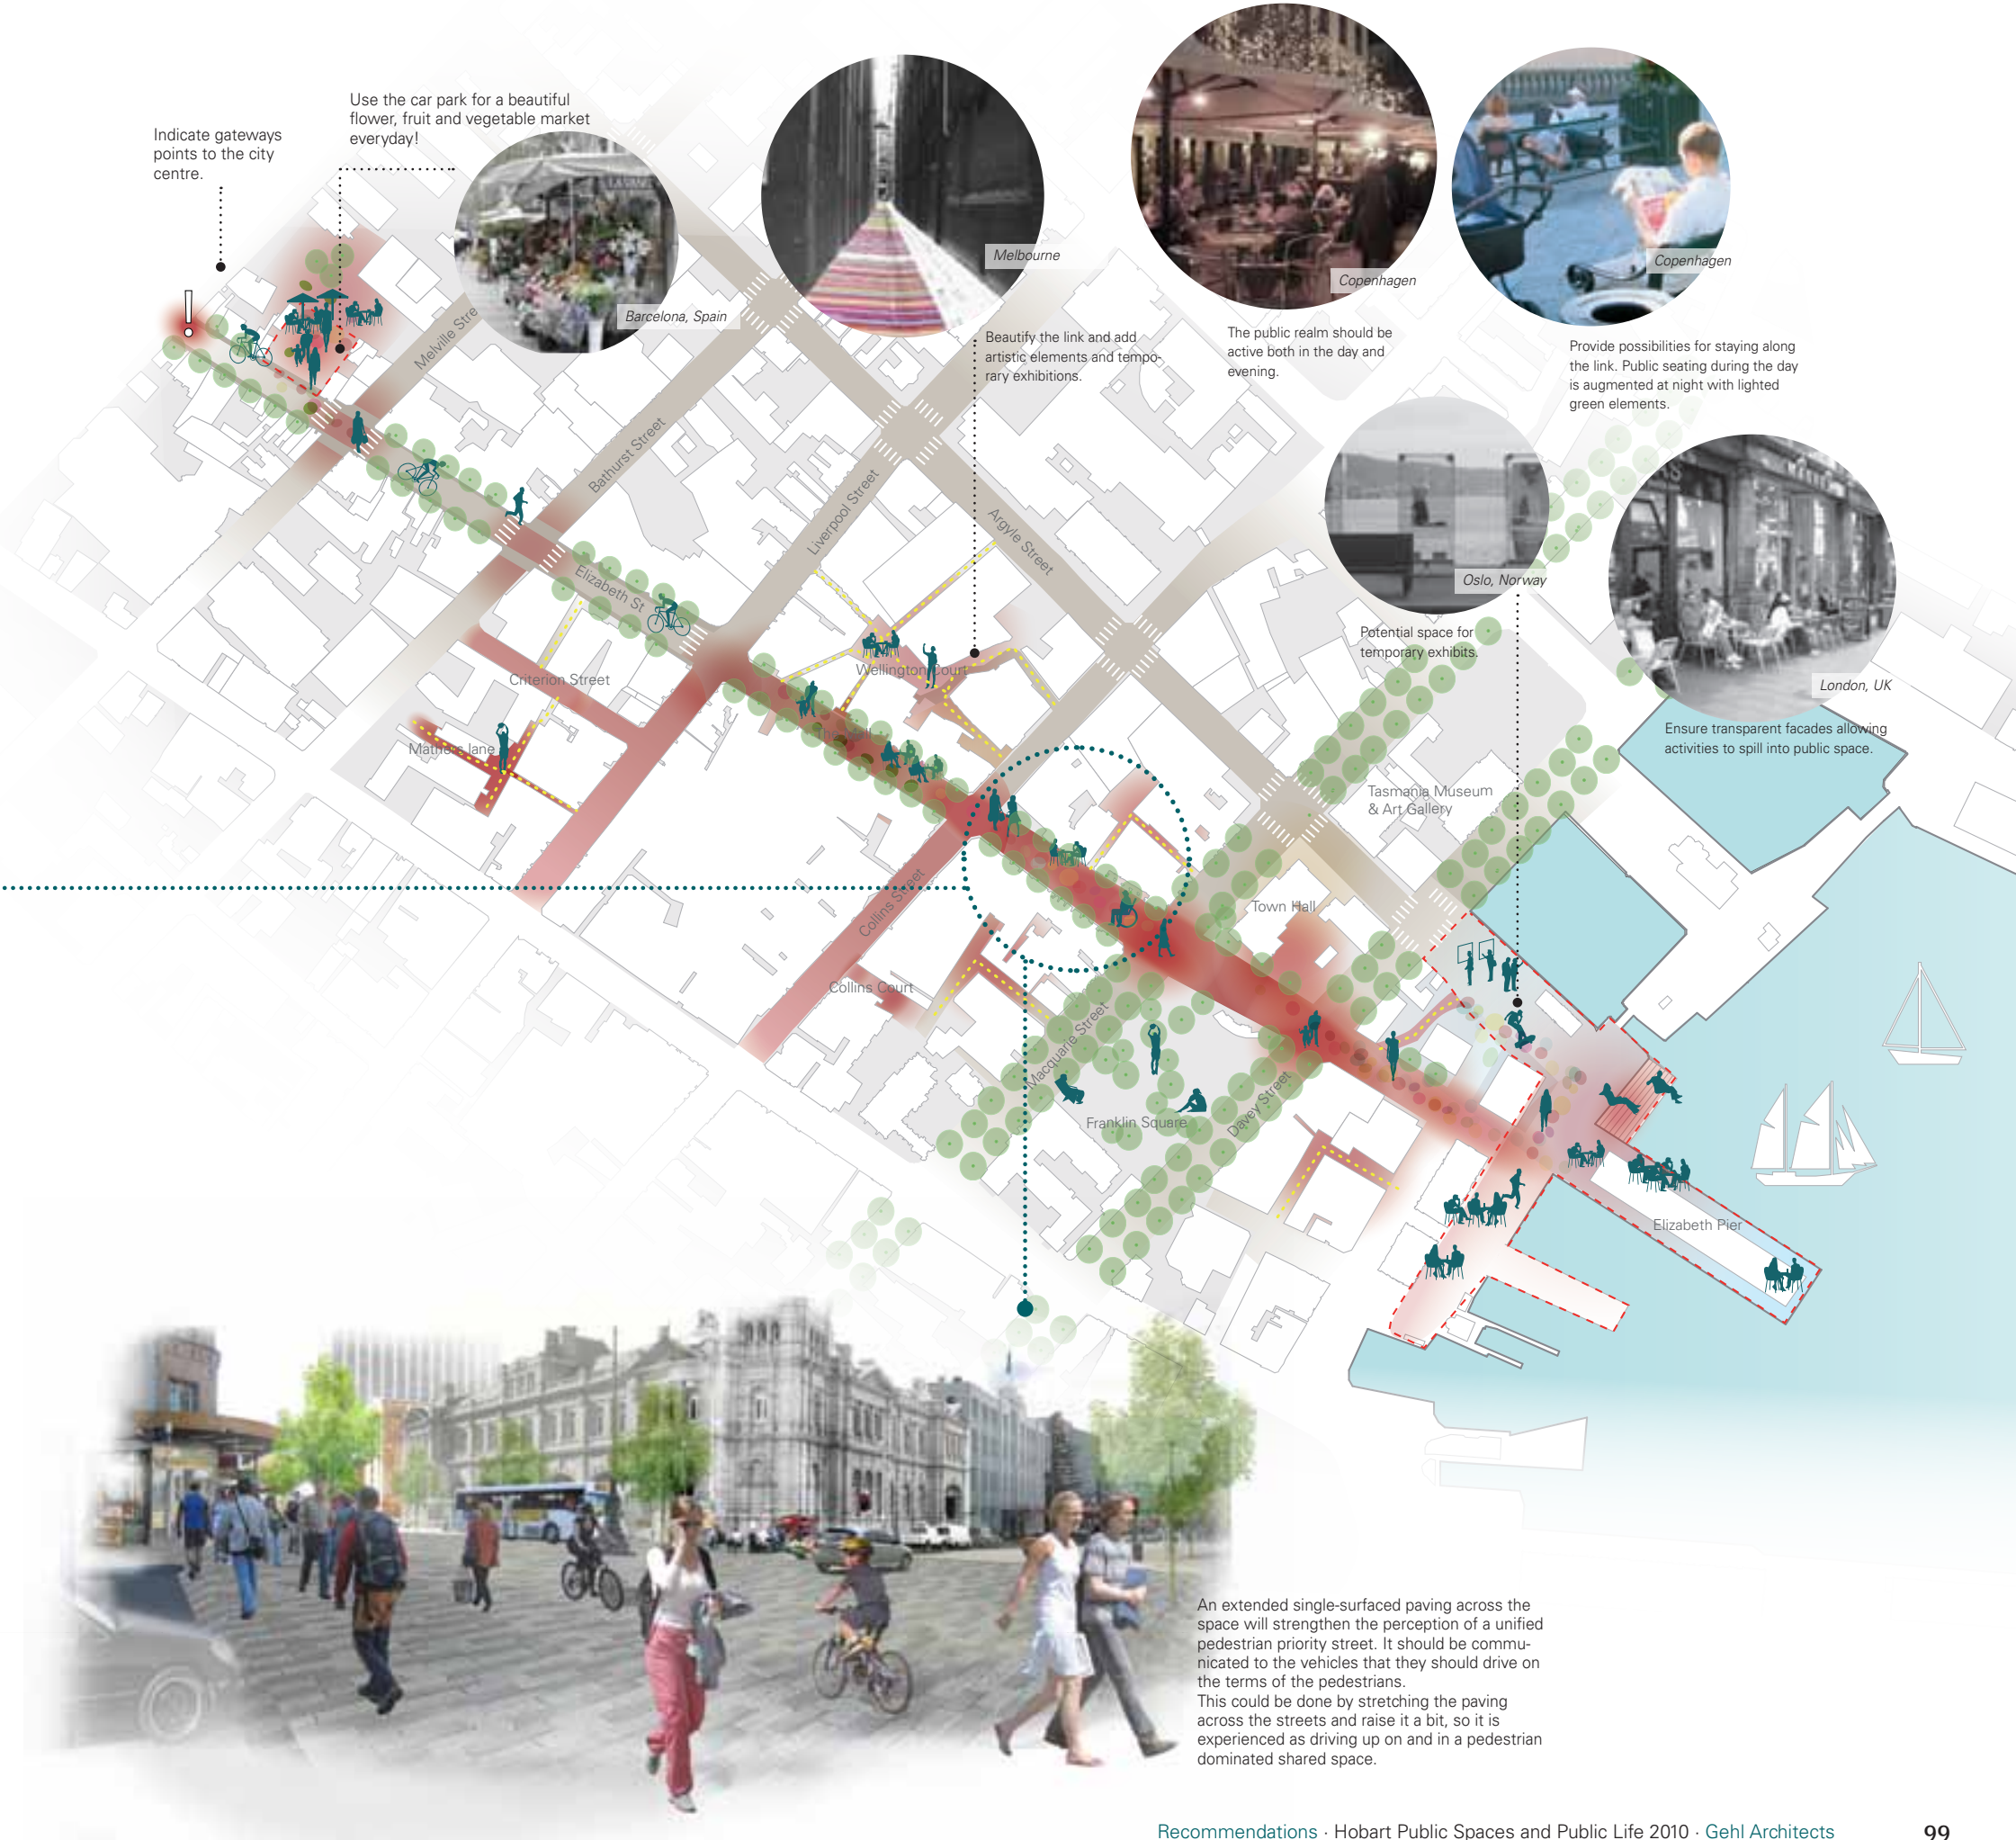 Use the car park for a beautiful
flower, fruit and vegetable market
everyday!
Indicate gateways
points to the city
centre.
Barcelona, Spain
Melbourne
Beautify the link and add
artistic elements and tempo-
rary exhibitions.
Copenhagen
The public realm should be
active both in the day and
evening.
Copenhagen
Provide possibilities for staying along
the link. Public seating during the day
is augmented at night with lighted
green elements.
Oslo, Norway
Potential space for
temporary exhibits.
London, UK
Ensure transparent facades allowing
activities to spill into public space.
Melville Stre
Bathurst Street
Liverpool Street
Argyle Street
Elizabeth St
Criterion Street
Wellington Court
Mathers lane
Tasmania Museum
& Art Gallery
Collins Street
Town Hall
Collins Court
Macquarie Street
Franklin Square
Davey Street
Elizabeth Pier
An extended single-surfaced paving across the
space will strengthen the perception of a unified
pedestrian priority street. It should be commu-
nicated to the vehicles that they should drive on
the terms of the pedestrians.
This could be done by stretching the paving
across the streets and raise it a bit, so it is
experienced as driving up on and in a pedestrian
dominated shared space.
Recommendations · Hobart Public Spaces and Public Life 2010 · Gehl Architects 99